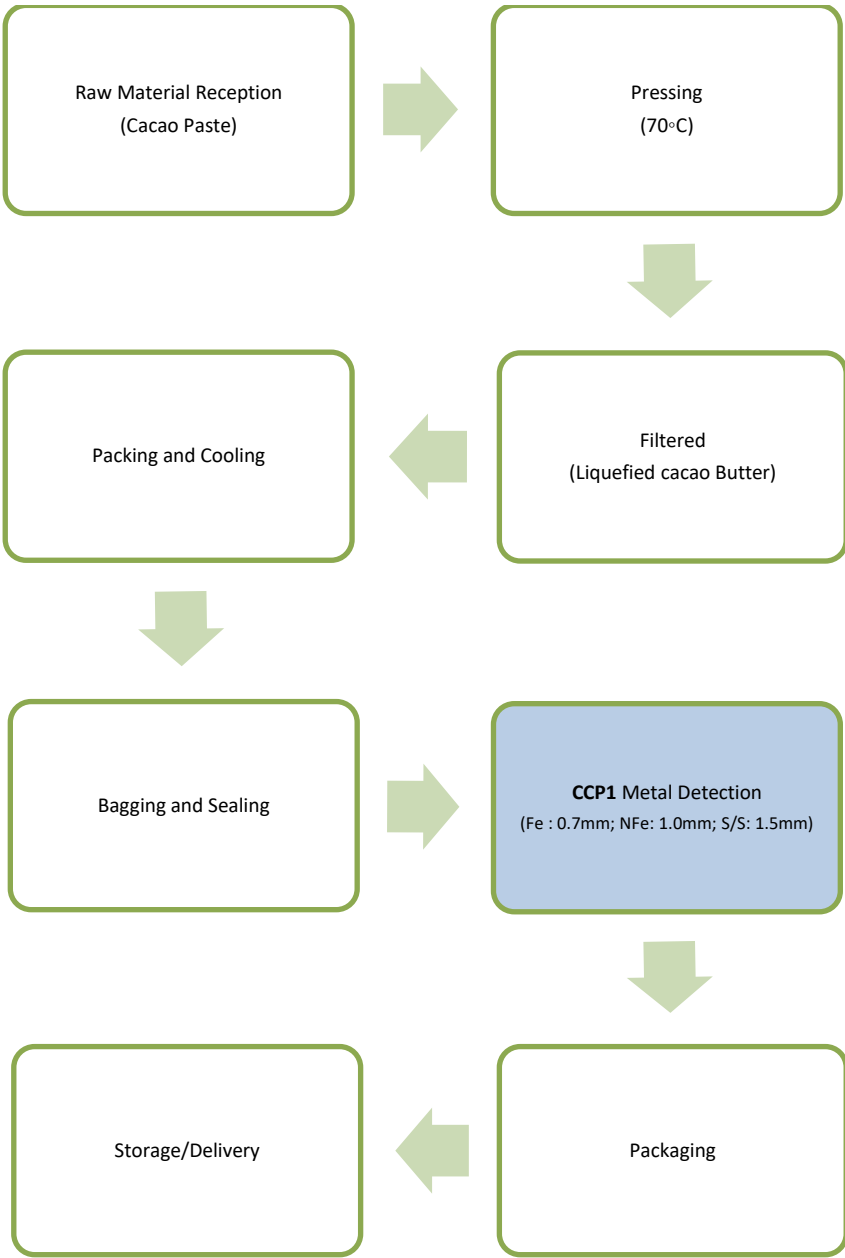 Raw Material Reception
(Cacao Paste)
Pressing
(70◦C)
Filtered
(Liquefied cacao Butter)
Packing and Cooling
Bagging and Sealing
CCP1 Metal Detection
(Fe : 0.7mm; NFe: 1.0mm; S/S: 1.5mm)
Packaging
Storage/Delivery